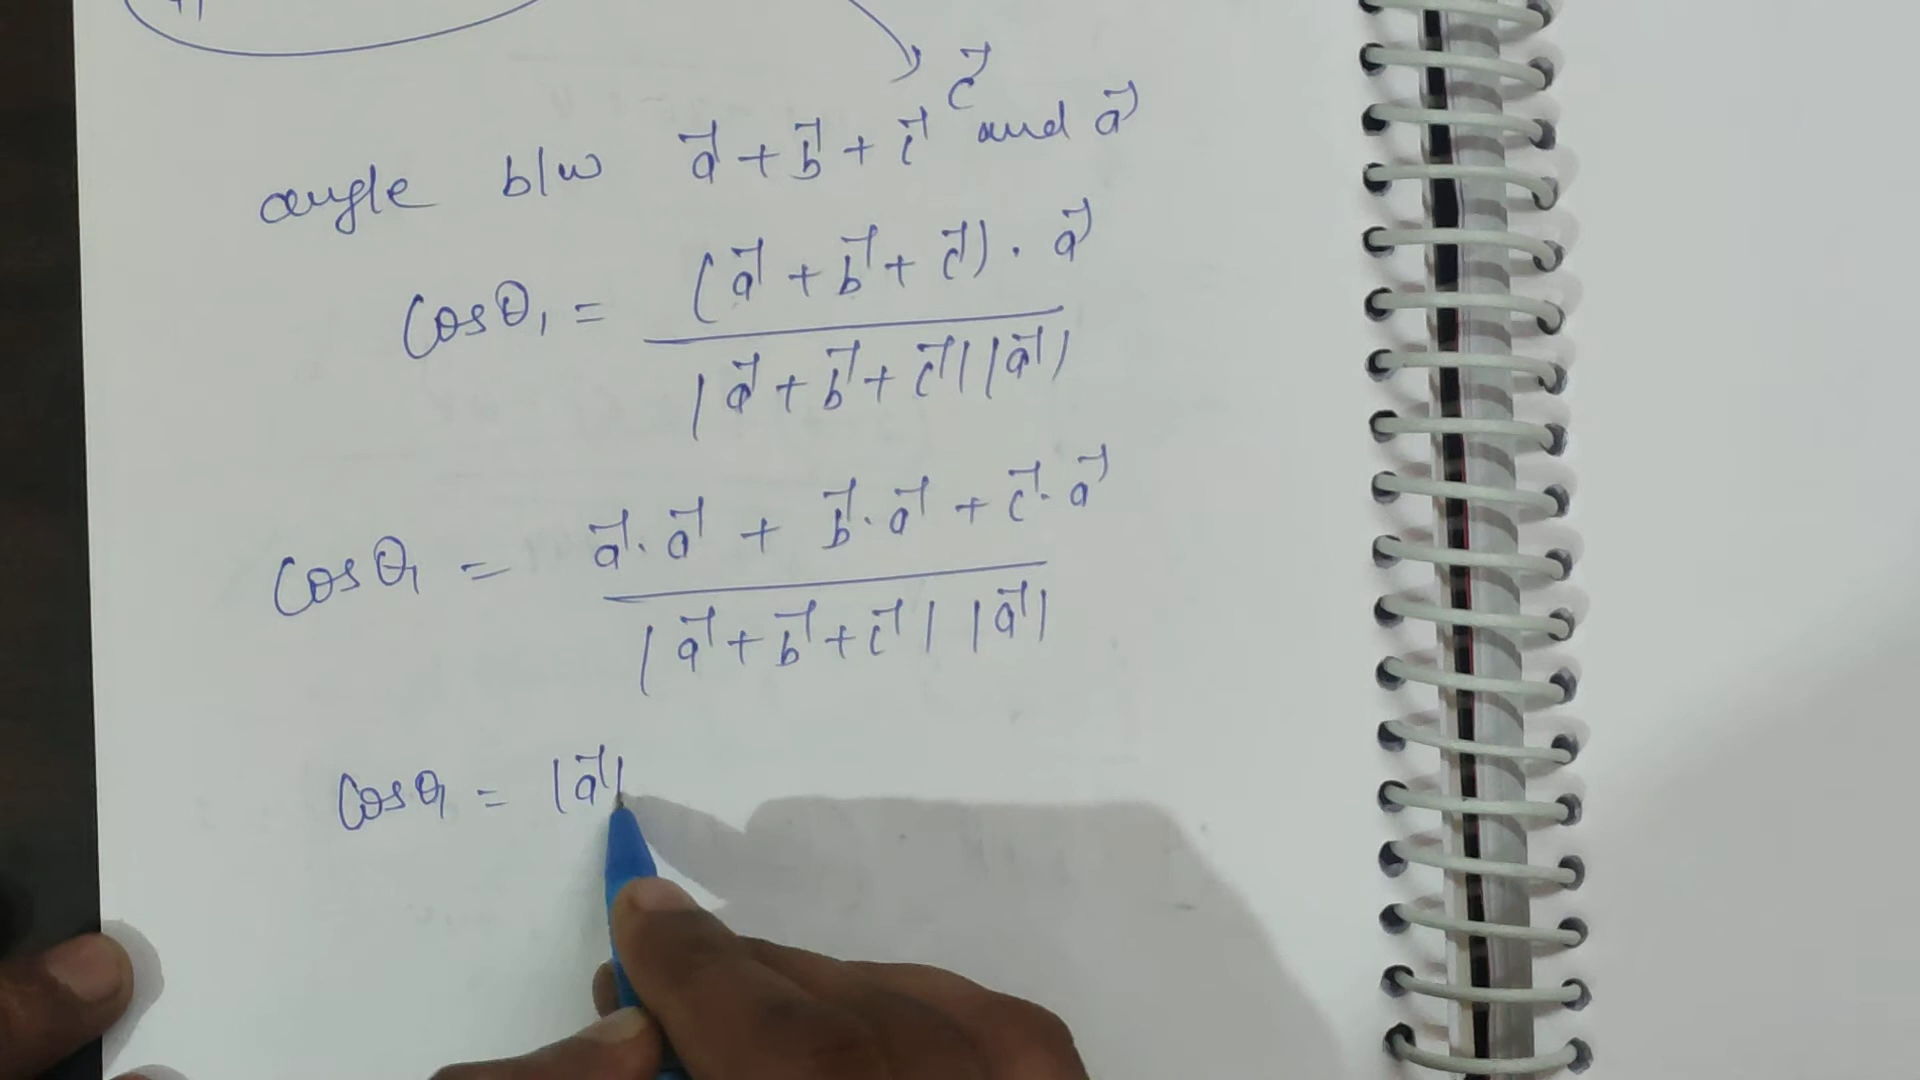 c⃗
angle b/w a⃗ + b⃗ + c⃗ and a⃗
Cosθ₁ = (a⃗ + b⃗ + c⃗) . a⃗
|a⃗ + b⃗ + c⃗| |a⃗|
Cosθ₁ = a⃗ . a⃗ + b⃗ . a⃗ + c⃗ . a⃗
|a⃗ + b⃗ + c⃗| |a⃗|
Cosθ₁ = |a⃗|